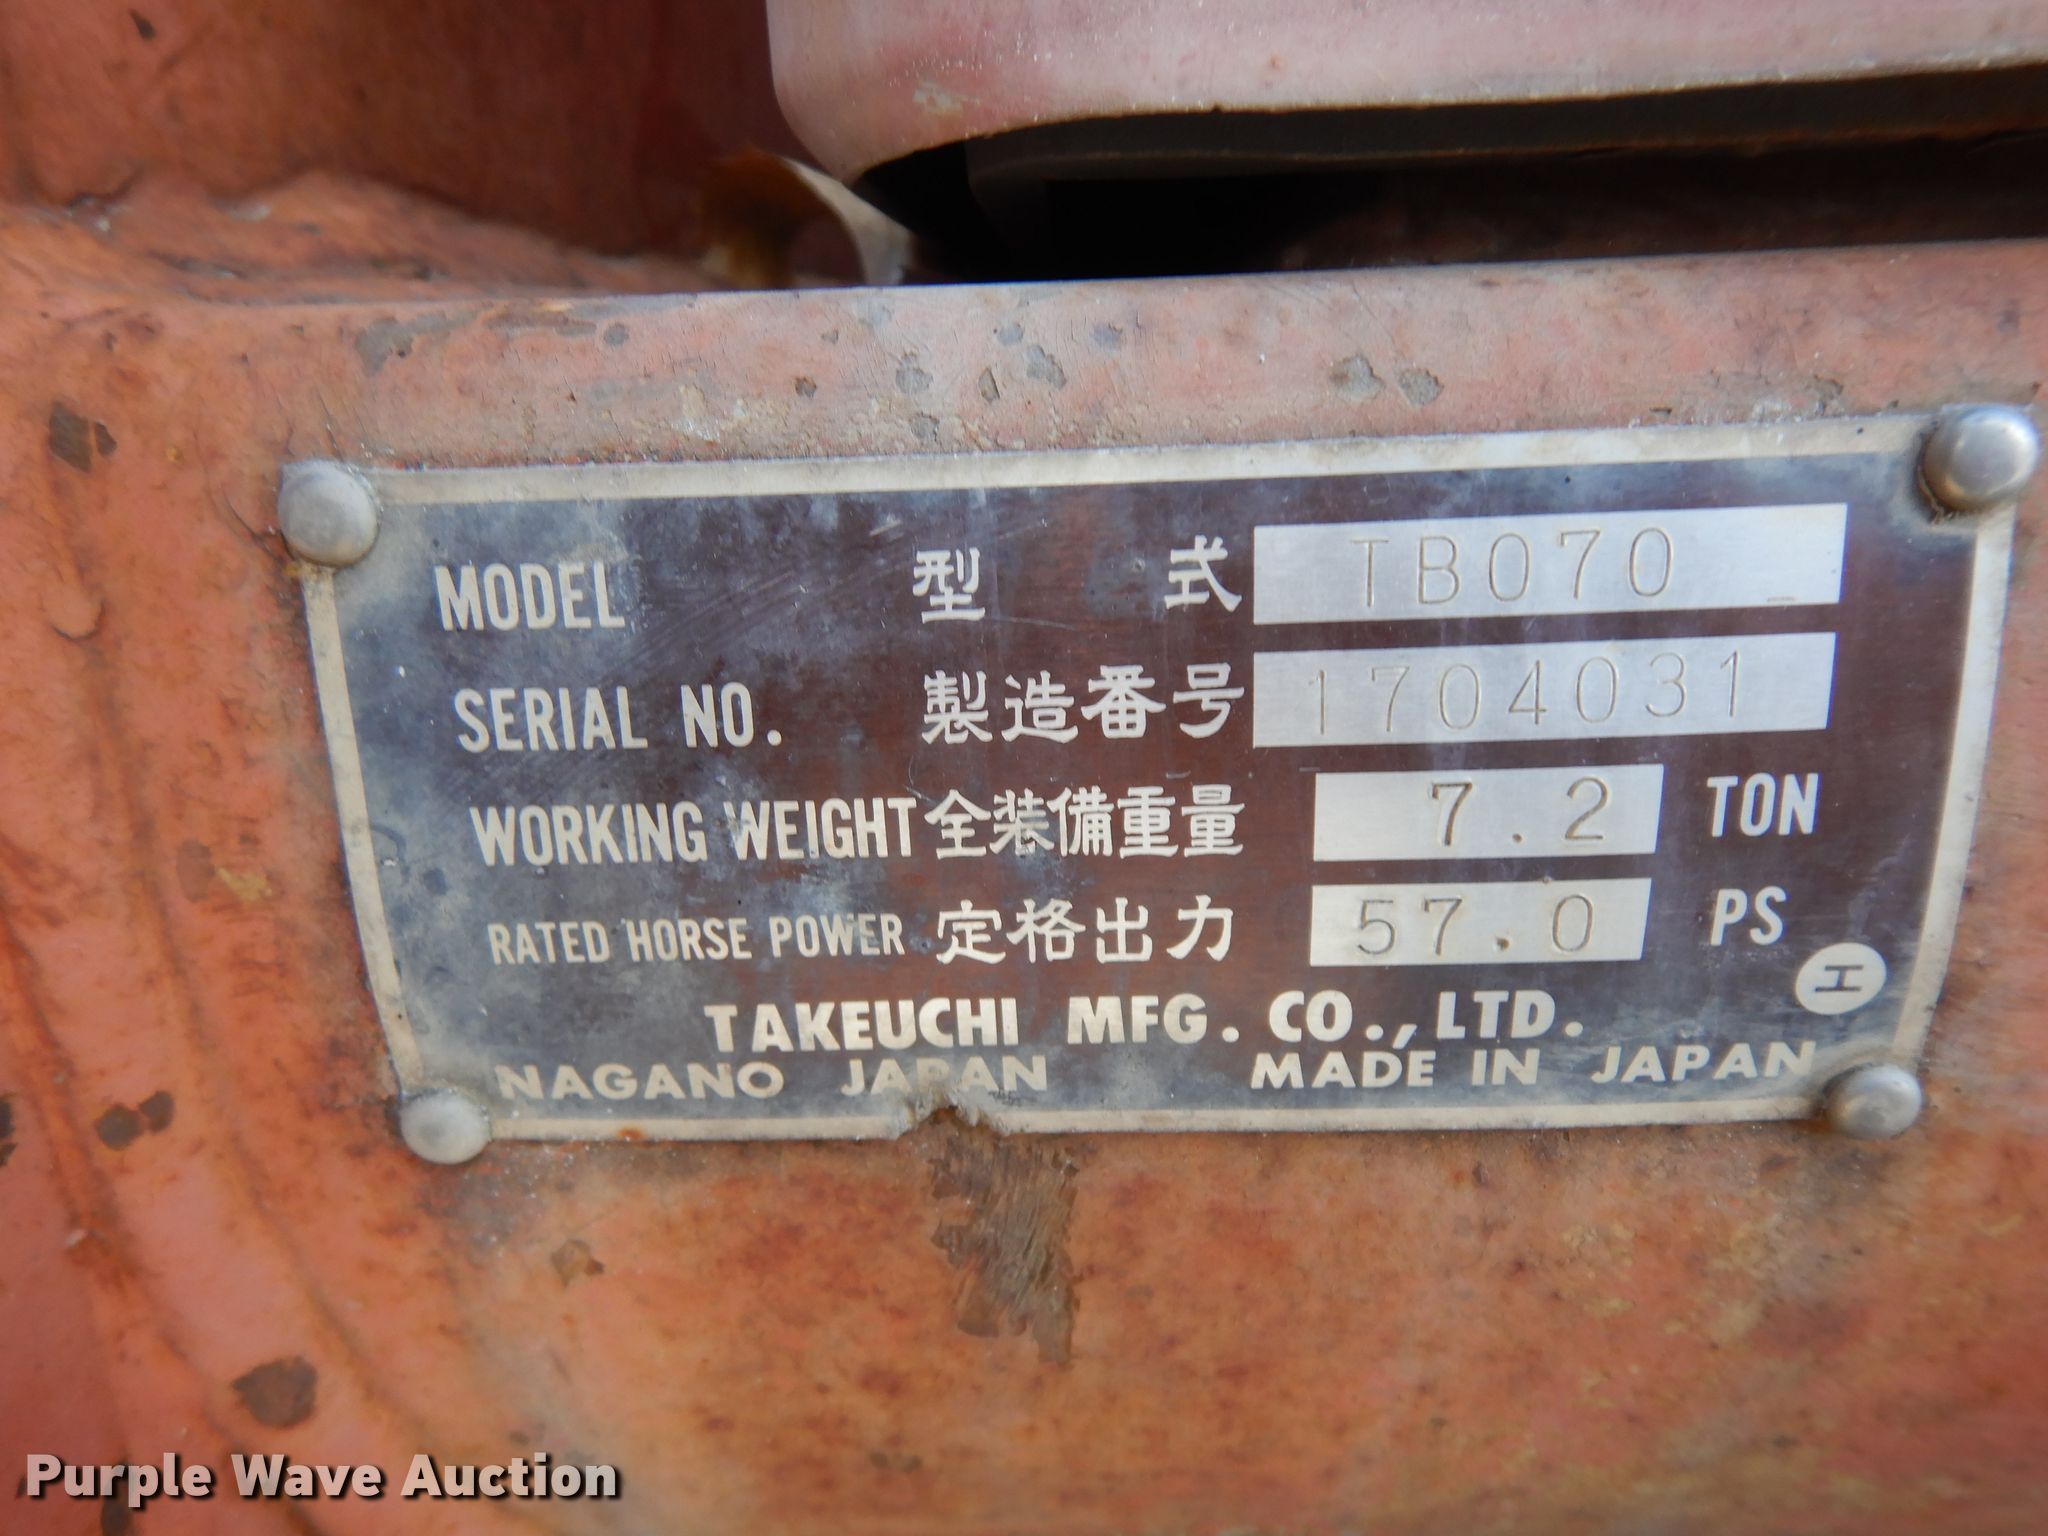 MODEL 型 式 TB070 _
SERIAL NO. 製造番号 1704031
WORKING WEIGHT 全装備重量 7.2 TON
RATED HORSE POWER 定格出力 57.0 PS
エ
TAKEUCHI MFG. CO., LTD.
NAGANO JAPAN MADE IN JAPAN
Purple Wave Auction